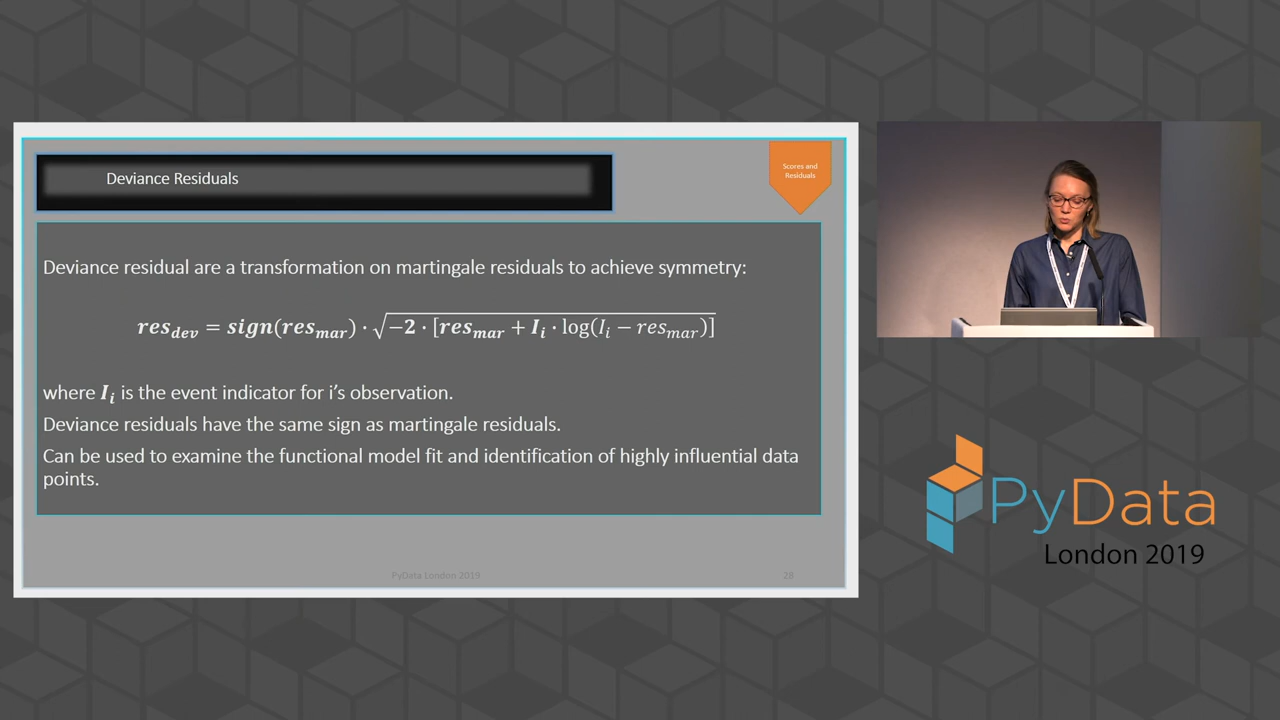 Deviance Residuals
Scores and
Residuals
Deviance residual are a transformation on martingale residuals to achieve symmetry:
res_dev = sign(res_mar) · √−2 · [res_mar + I_i · log(I_i − res_mar)]
where I_i is the event indicator for i’s observation.
Deviance residuals have the same sign as martingale residuals.
Can be used to examine the functional model fit and identification of highly influential data
points.
PyData London 2019
28
PyData
London 2019